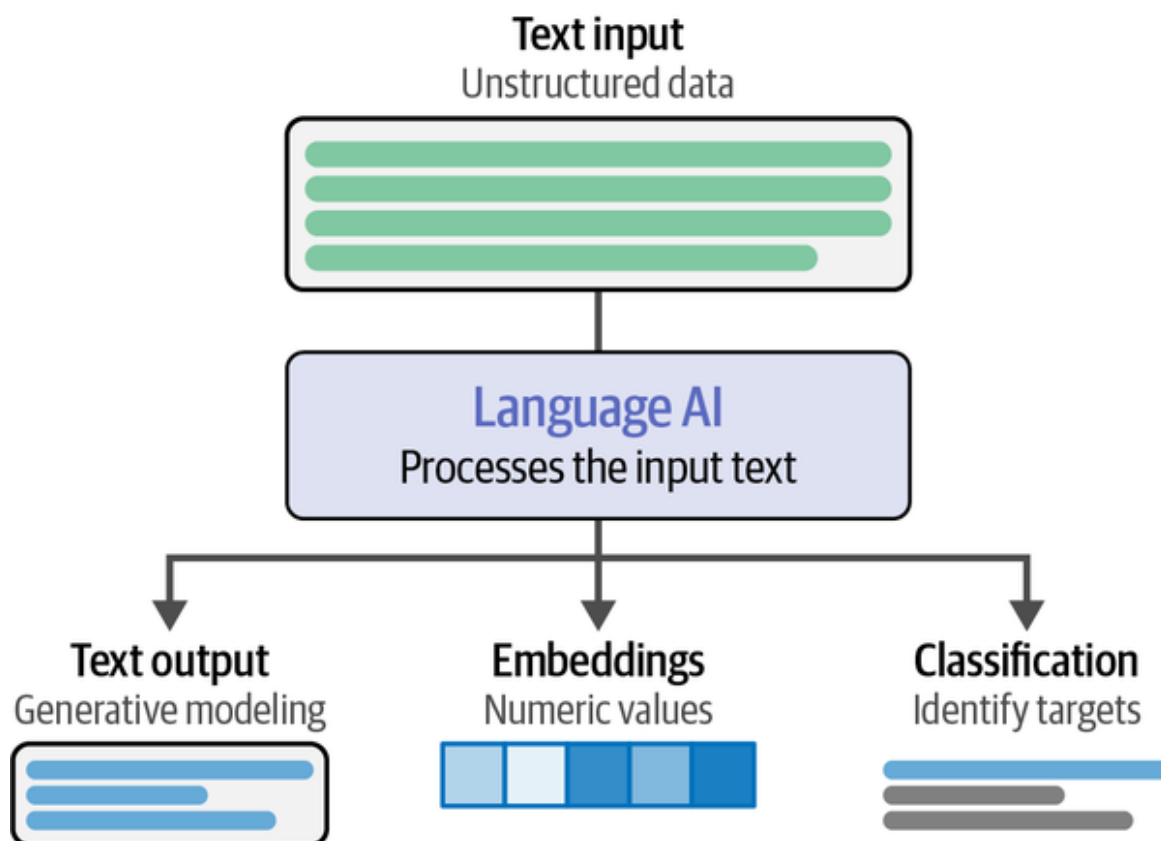 Text input
Unstructured data
Language AI
Processes the input text
Text output
Generative modeling
Embeddings
Numeric values
Classification
Identify targets